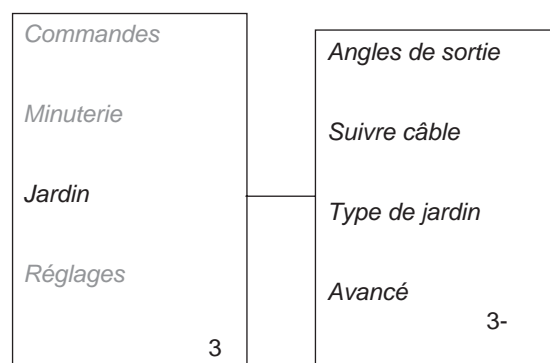 Commandes
Minuterie
Jardin
Réglages
3
Angles de sortie
Suivre câble
Type de jardin
Avancé
3-